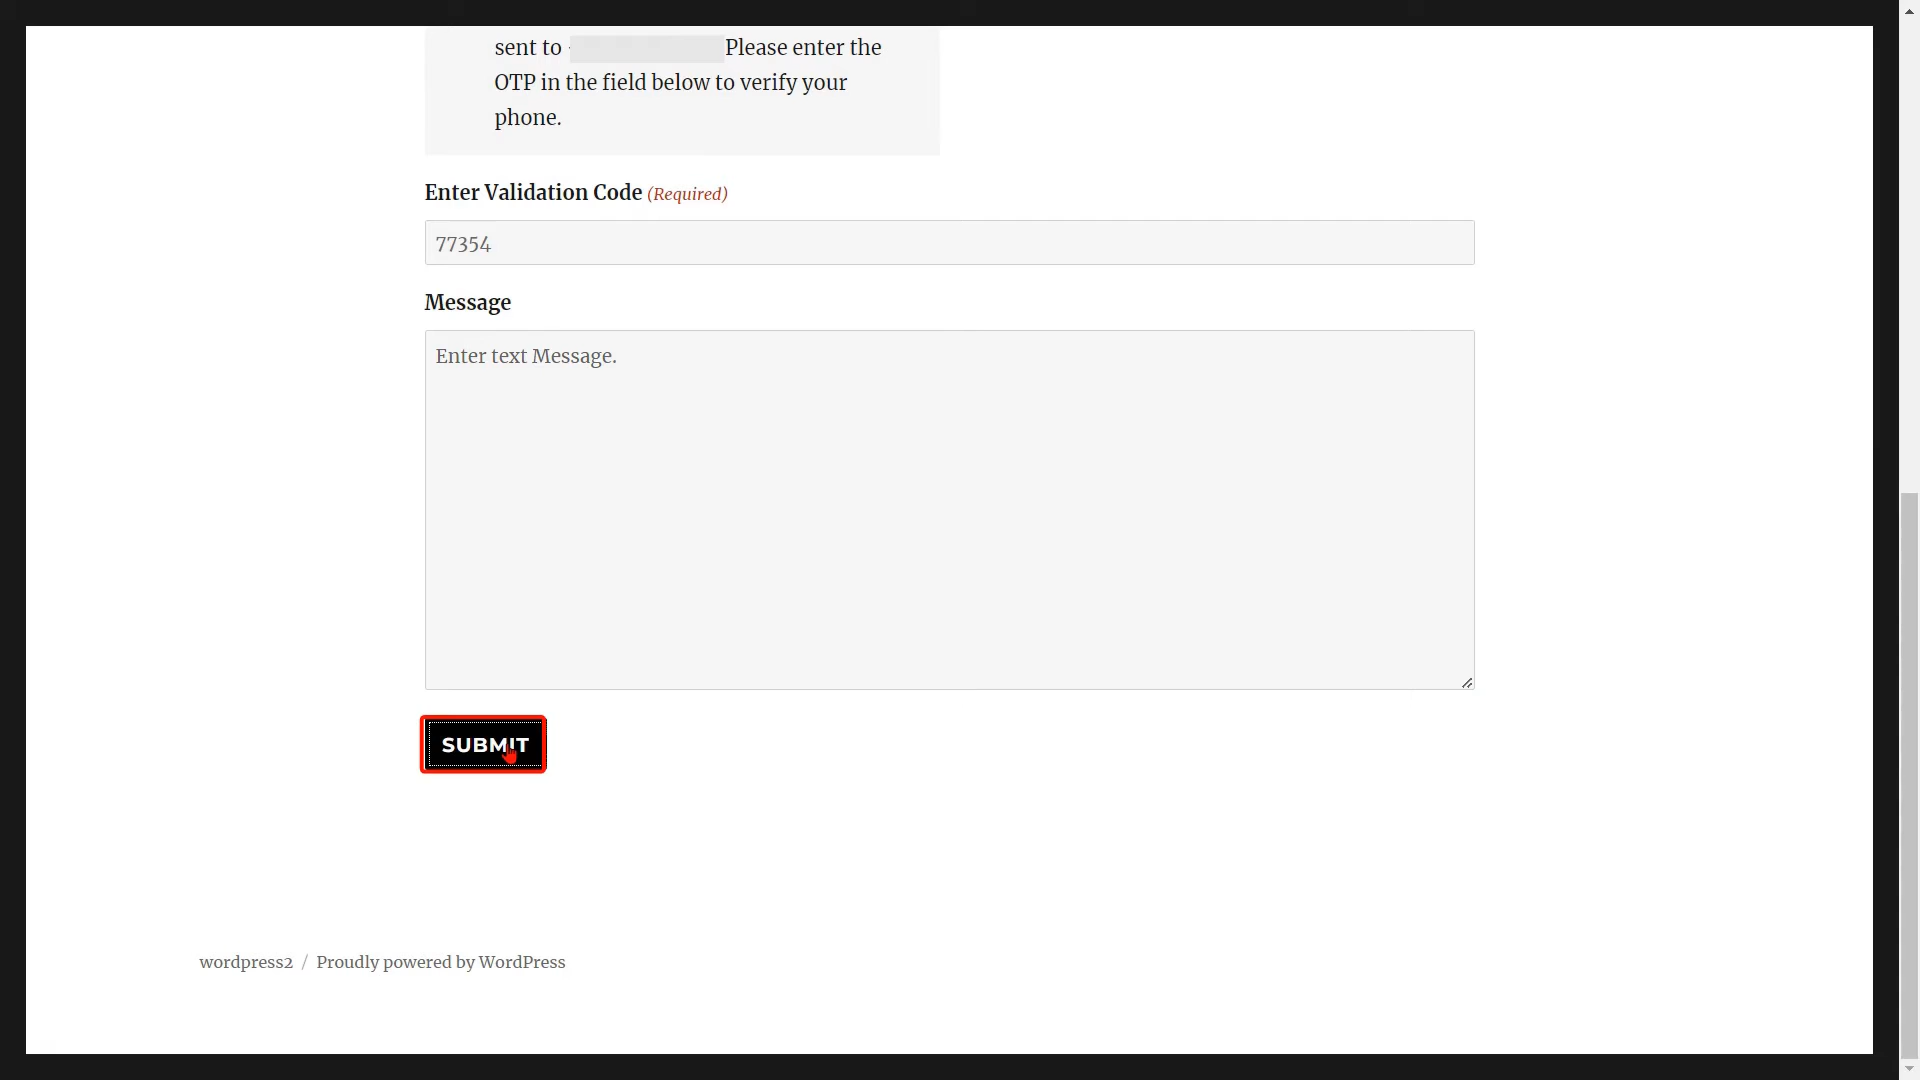 sent to Please enter the
OTP in the field below to verify your
phone.
Enter Validation Code (Required)
77354
Message
Enter text Message.
SUBMIT
wordpress2 / Proudly powered by WordPress